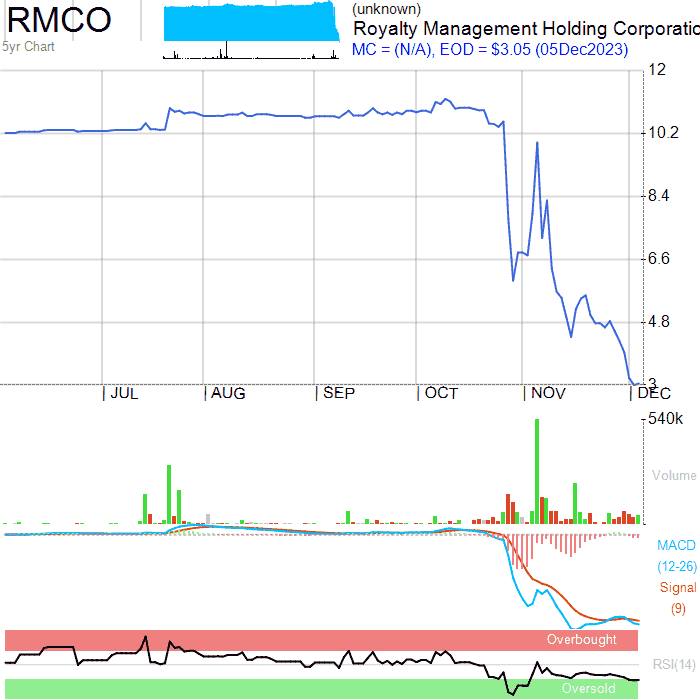 RMCO
5yr Chart
(unknown)
Royalty Management Holding Corporatio
MC = (N/A), EOD = $3.05 (05Dec2023)
12
10.2
8.4
6.6
4.8
3
JUL AUG SEP OCT NOV DEC
540k
Volume
MACD
(12-26)
Signal
(9)
Overbought
RSI(14)
Oversold